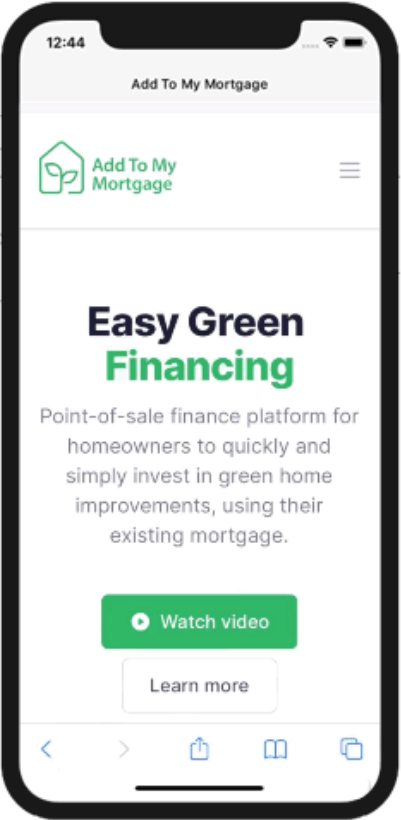 12:44
Add To My Mortgage
Add To My
Mortgage
Easy Green
Financing
Point-of-sale finance platform for
homeowners to quickly and
simply invest in green home
improvements, using their
existing mortgage.
Watch video
Learn more